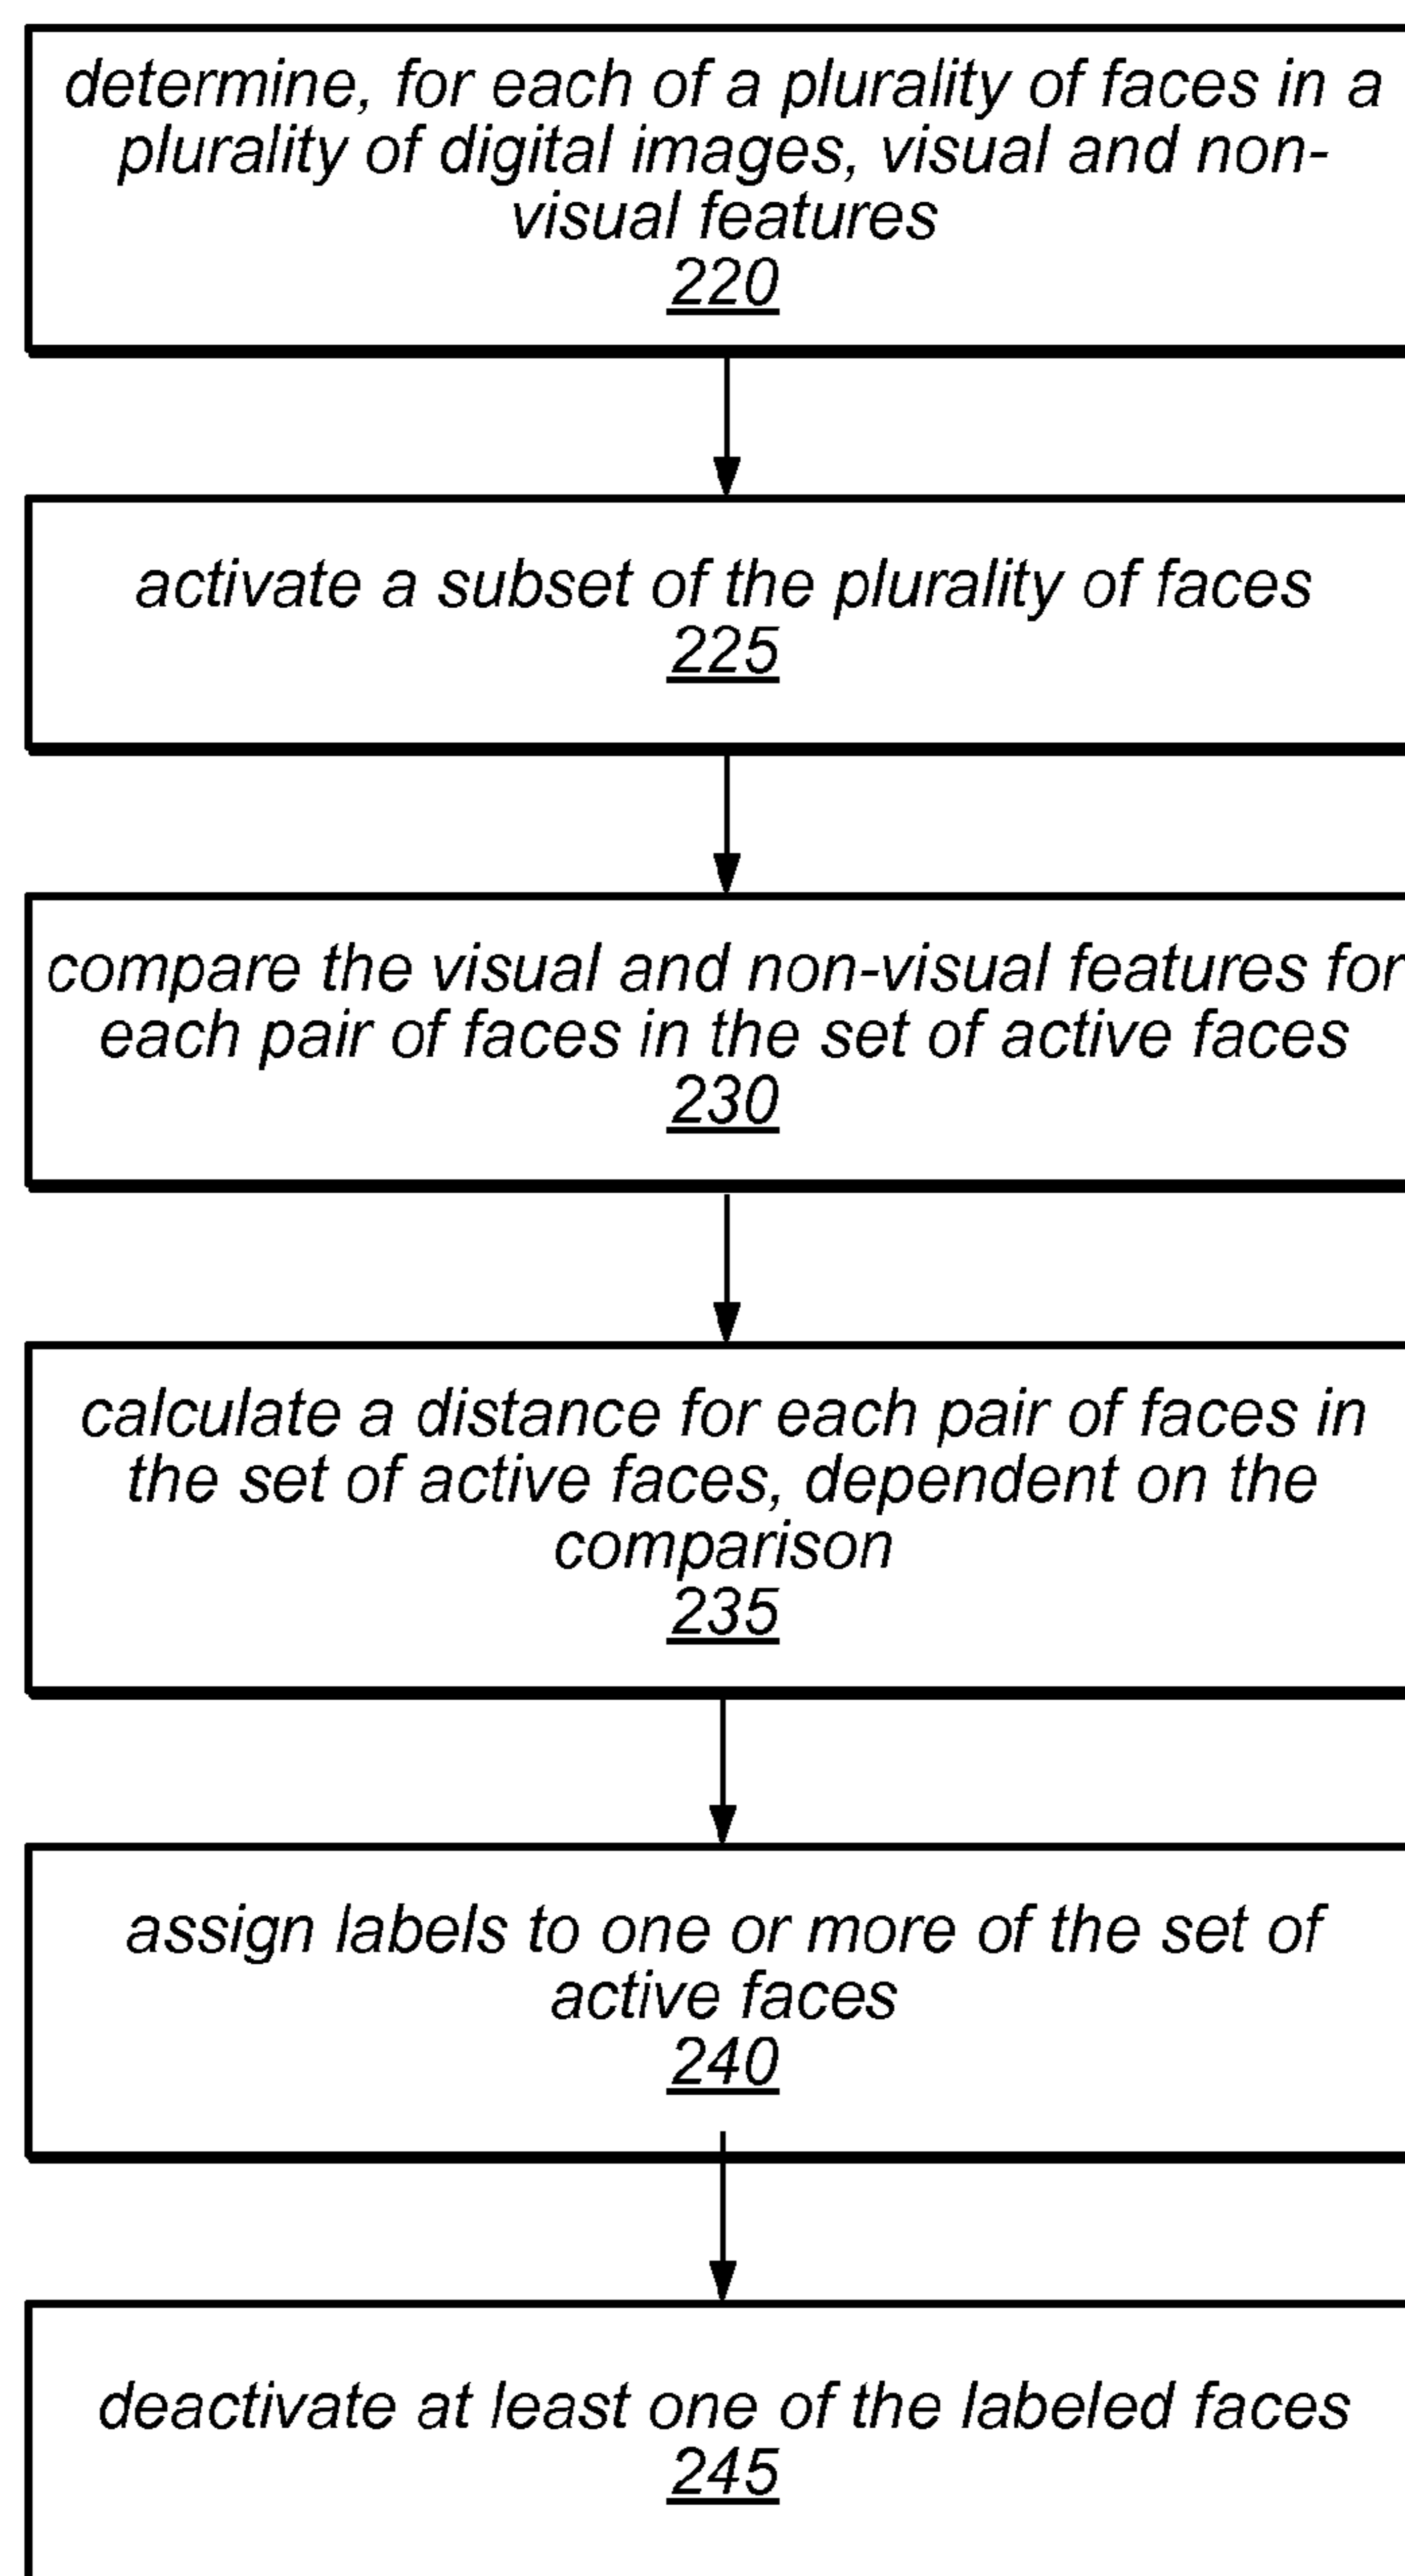 determine, for each of a plurality of faces in a
plurality of digital images, visual and non-
visual features
220
activate a subset of the plurality of faces
225
compare the visual and non-visual features for
each pair of faces in the set of active faces
230
calculate a distance for each pair of faces in
the set of active faces, dependent on the
comparison
235
assign labels to one or more of the set of
active faces
240
deactivate at least one of the labeled faces
245